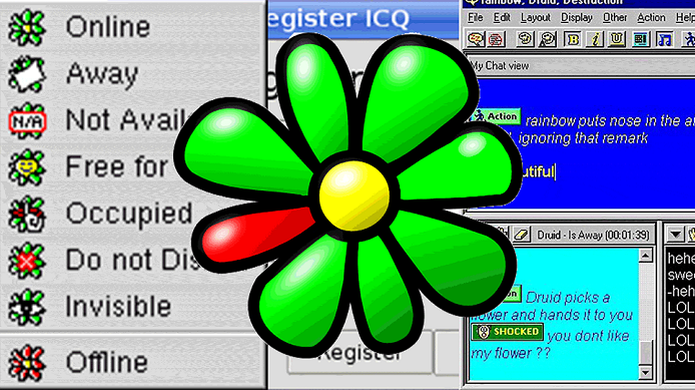 Online
Away
Not Avail
Free for
Occupied
Do not Dis
Invisible
Offline
egister ICQ
Register
rainbow, Druid, Destruction
File Edit Layout Display Other Action Help
My Chat view
Action rainbow puts nose in the a
ignoring that remark
utiful
Druid - Is Away (00:01:39)
Druid picks a
flower and hands it to you
SHOCKED you dont like
my flower ??
hehe
swee
-heh
LOL
LOL
LOL
LOL